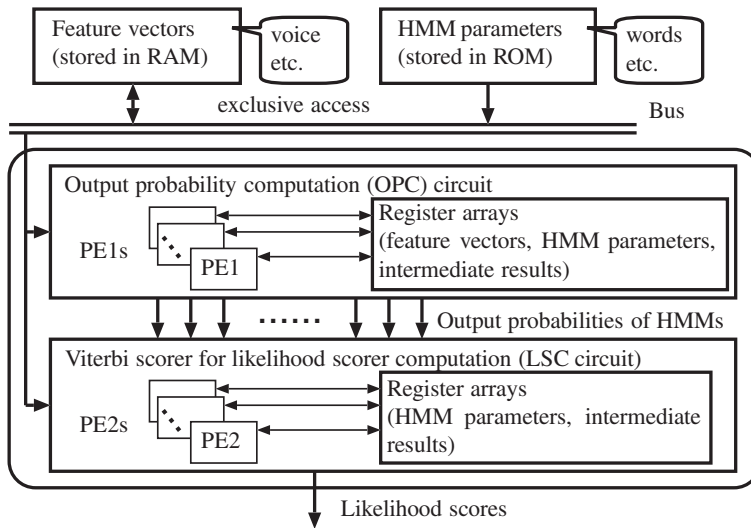 Feature vectors
(stored in RAM)
voice
etc.
HMM parameters
(stored in ROM)
words
etc.
exclusive access
Bus
Output probability computation (OPC) circuit
PE1s
PE1
Register arrays
(feature vectors, HMM parameters,
intermediate results)
Output probabilities of HMMs
Viterbi scorer for likelihood scorer computation (LSC circuit)
PE2s
PE2
Register arrays
(HMM parameters, intermediate
results)
Likelihood scores